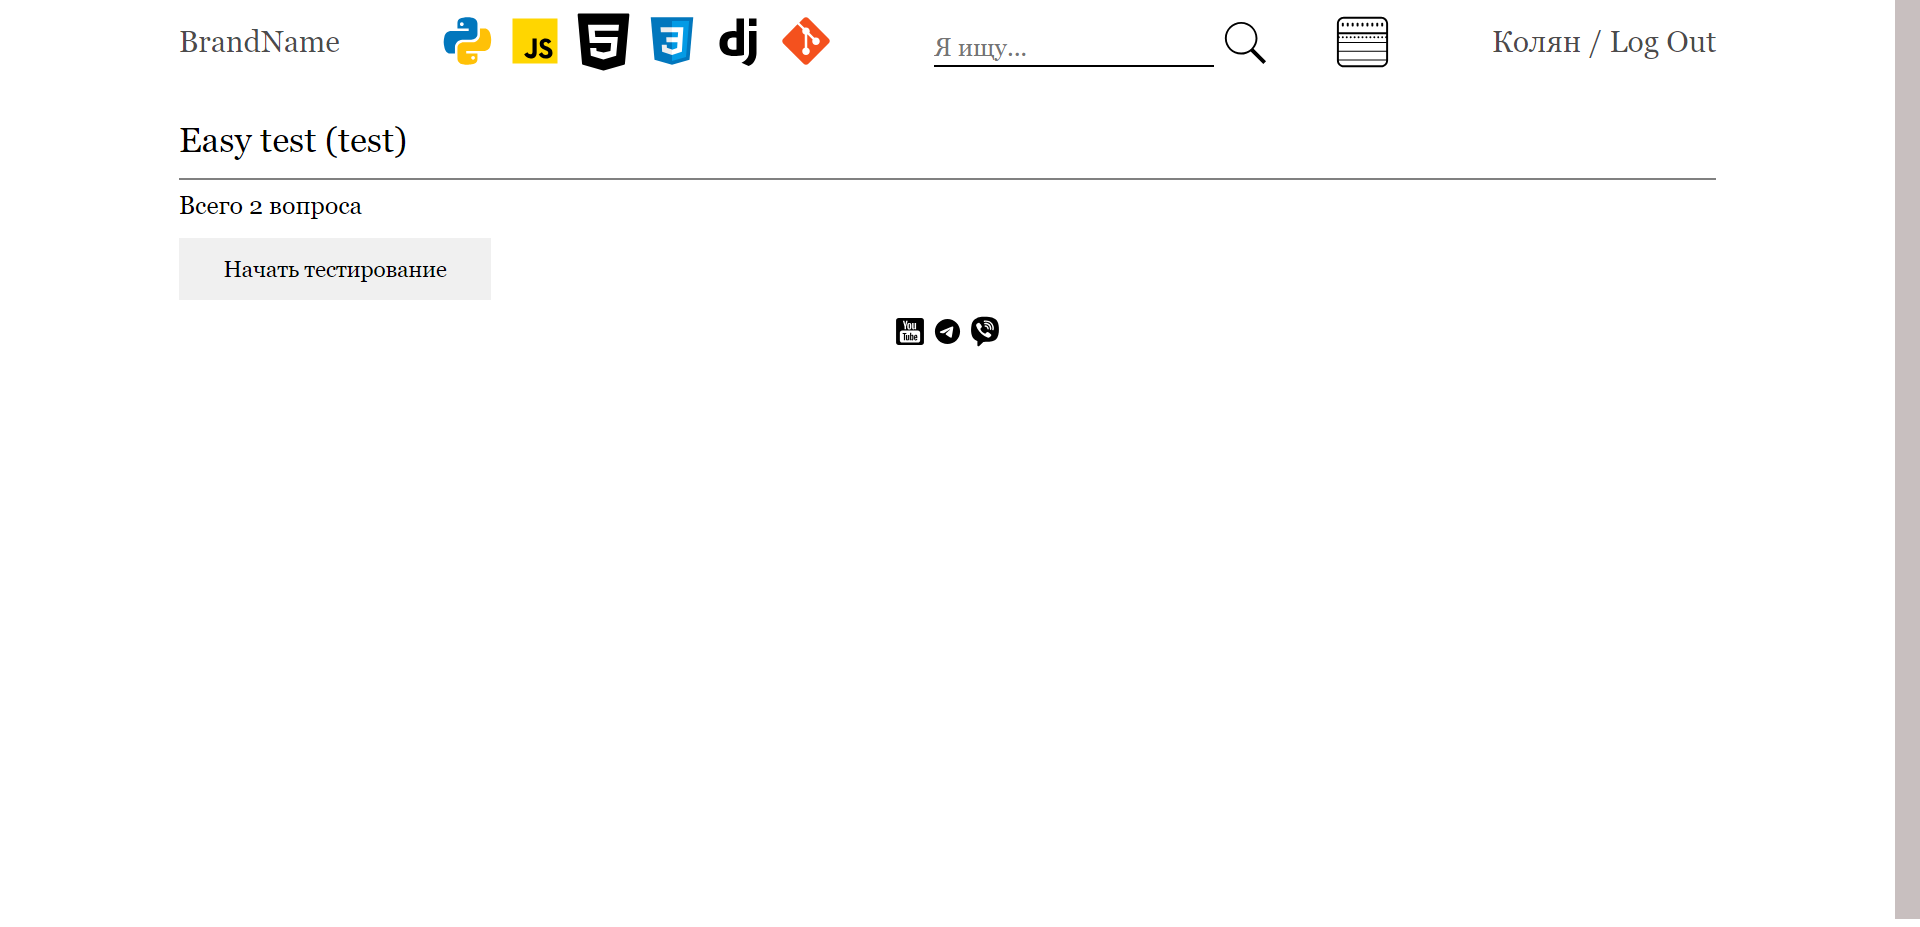 BrandName
JS
dj
Я ищу...
Колян / Log Out
Easy test (test)
Всего 2 вопроса
Начать тестирование
You
Tube